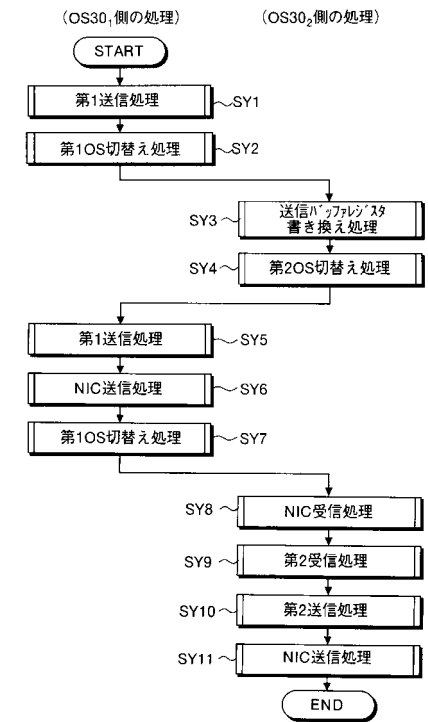 （OS30₁側の処理）　（OS30₂側の処理）
START
第1送信処理 SY1
第1OS切替え処理 SY2
SY3 送信ﾊﾞｯﾌｧﾚｼﾞｽﾀ
書き換え処理
SY4 第2OS切替え処理
第1送信処理 SY5
NIC送信処理 SY6
第1OS切替え処理 SY7
SY8 NIC受信処理
SY9 第2受信処理
SY10 第2送信処理
SY11 NIC送信処理
END